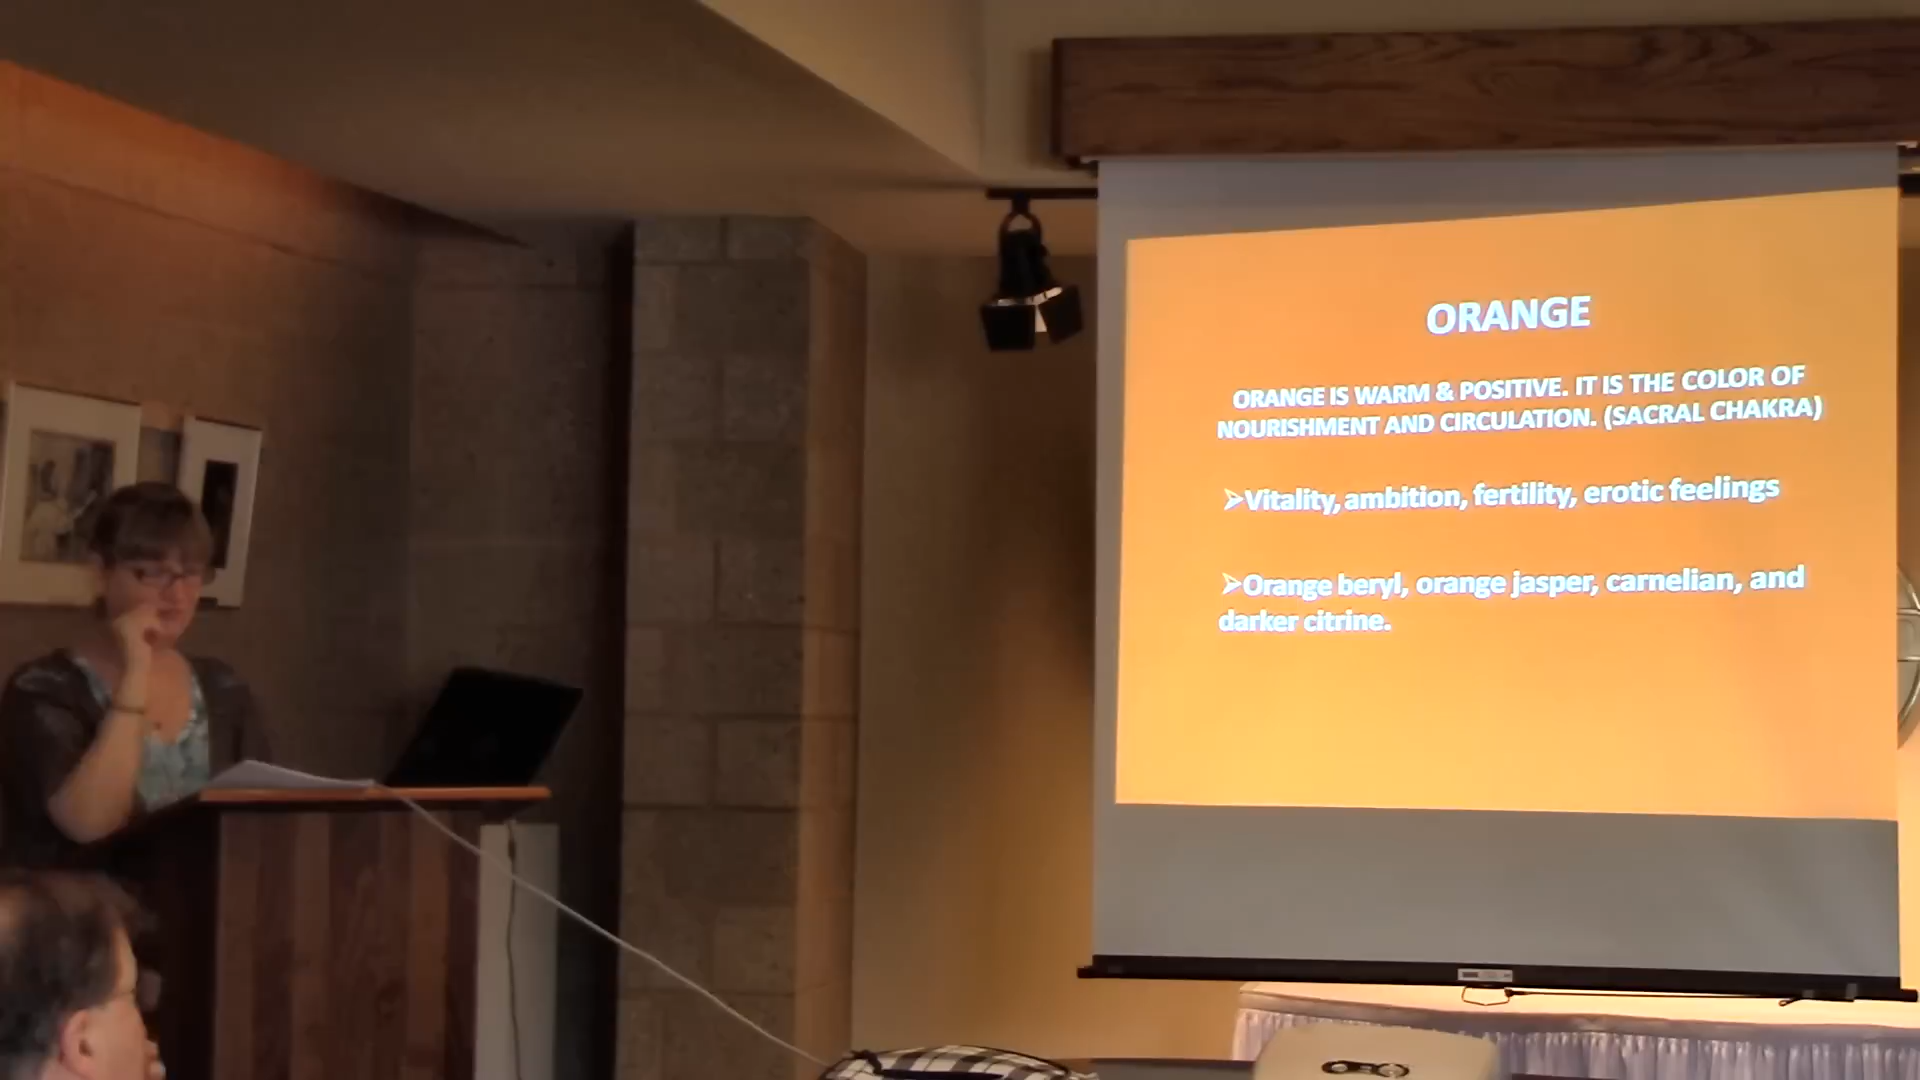 ORANGE
ORANGE IS WARM & POSITIVE. IT IS THE COLOR OF
NOURISHMENT AND CIRCULATION. (SACRAL CHAKRA)
➢Vitality, ambition, fertility, erotic feelings
➢Orange beryl, orange jasper, carnelian, and
darker citrine.